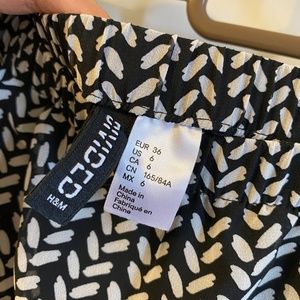 DIVIDED
H&M
EUR 36
US 6
CA 6
CN 165/84A
MX 6
Made in
China
Fabriqué en
Chine